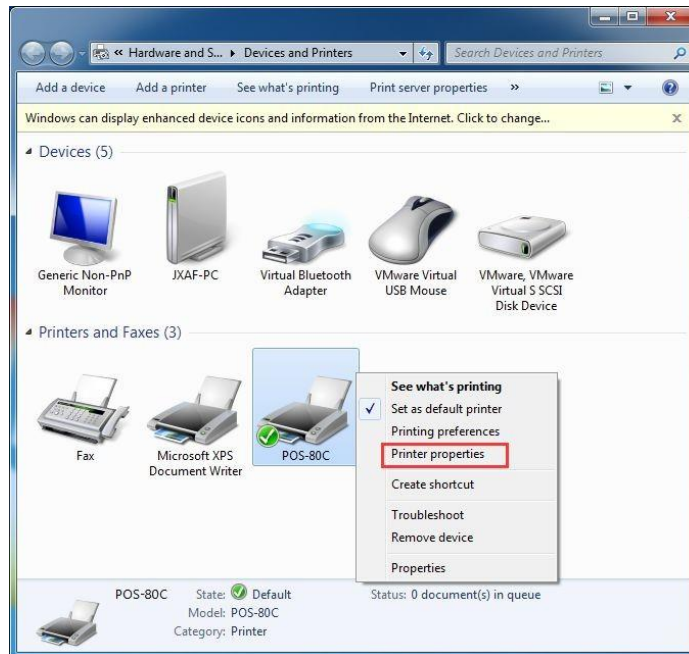 « Hardware and S... ▸ Devices and Printers
Search Devices and Printers
Add a device Add a printer See what's printing Print server properties »
Windows can display enhanced device icons and information from the Internet. Click to change...
Devices (5)
Generic Non-PnP
Monitor
JXAF-PC
Virtual Bluetooth
Adapter
VMware Virtual
USB Mouse
VMware, VMware
Virtual S SCSI
Disk Device
Printers and Faxes (3)
Fax
Microsoft XPS
Document Writer
POS-80C
See what's printing
Set as default printer
Printing preferences
Printer properties
Create shortcut
Troubleshoot
Remove device
Properties
POS-80C State: Default Status: 0 document(s) in queue
Model: POS-80C
Category: Printer